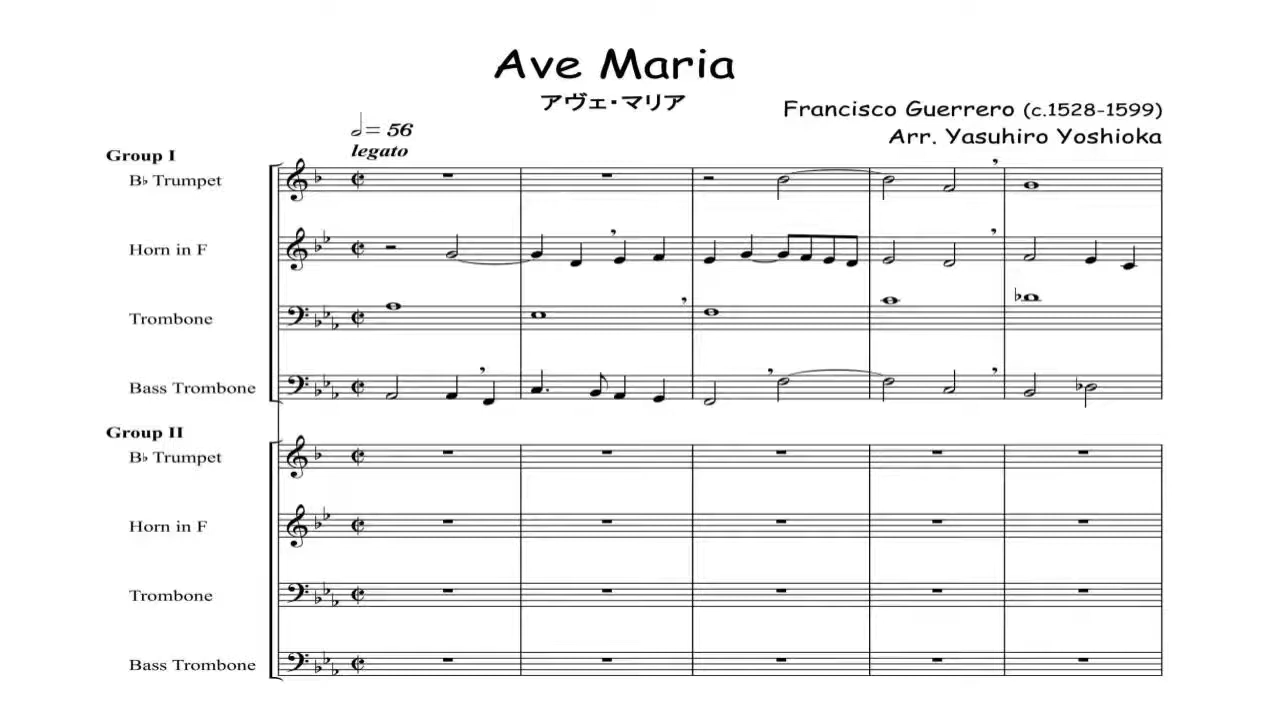 Ave Maria
アヴェ・マリア
Francisco Guerrero (c.1528-1599)
Arr. Yasuhiro Yoshioka
𝅗𝅥 = 56
legato
Group I
B♭ Trumpet
Horn in F
Trombone
Bass Trombone
Group II
B♭ Trumpet
Horn in F
Trombone
Bass Trombone